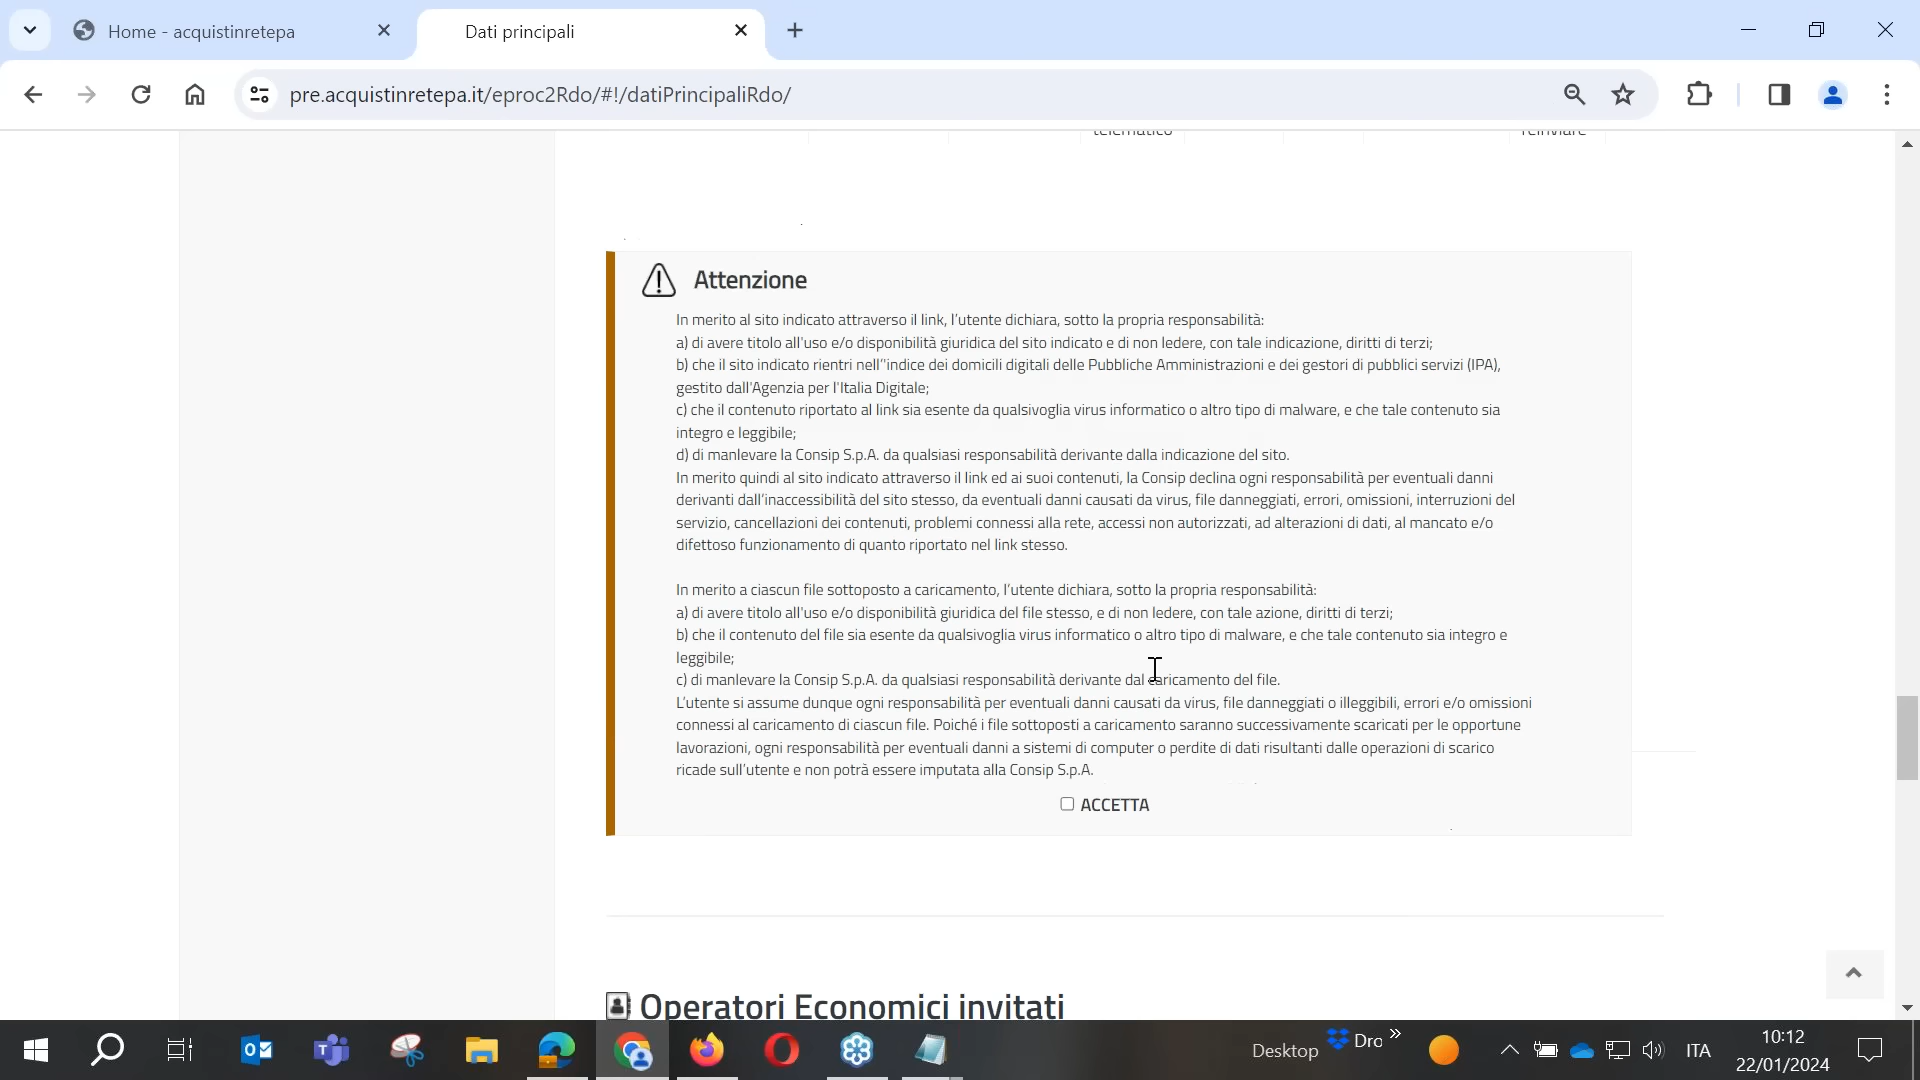 Home - acquistinretepa
Dati principali
pre.acquistinretepa.it/eproc2Rdo/#!/datiPrincipaliRdo/
telematico
reinviare
Attenzione
In merito al sito indicato attraverso il link, l'utente dichiara, sotto la propria responsabilità:
a) di avere titolo all'uso e/o disponibilità giuridica del sito indicato e di non ledere, con tale indicazione, diritti di terzi;
b) che il sito indicato rientri nell''indice dei domicili digitali delle Pubbliche Amministrazioni e dei gestori di pubblici servizi (IPA),
gestito dall'Agenzia per l'Italia Digitale;
c) che il contenuto riportato al link sia esente da qualsivoglia virus informatico o altro tipo di malware, e che tale contenuto sia
integro e leggibile;
d) di manlevare la Consip S.p.A. da qualsiasi responsabilità derivante dalla indicazione del sito.
In merito quindi al sito indicato attraverso il link ed ai suoi contenuti, la Consip declina ogni responsabilità per eventuali danni
derivanti dall'inaccessibilità del sito stesso, da eventuali danni causati da virus, file danneggiati, errori, omissioni, interruzioni del
servizio, cancellazioni dei contenuti, problemi connessi alla rete, accessi non autorizzati, ad alterazioni di dati, al mancato e/o
difettoso funzionamento di quanto riportato nel link stesso.
In merito a ciascun file sottoposto a caricamento, l'utente dichiara, sotto la propria responsabilità:
a) di avere titolo all'uso e/o disponibilità giuridica del file stesso, e di non ledere, con tale azione, diritti di terzi;
b) che il contenuto del file sia esente da qualsivoglia virus informatico o altro tipo di malware, e che tale contenuto sia integro e
leggibile;
c) di manlevare la Consip S.p.A. da qualsiasi responsabilità derivante dal caricamento del file.
L'utente si assume dunque ogni responsabilità per eventuali danni causati da virus, file danneggiati o illeggibili, errori e/o omissioni
connessi al caricamento di ciascun file. Poiché i file sottoposti a caricamento saranno successivamente scaricati per le opportune
lavorazioni, ogni responsabilità per eventuali danni a sistemi di computer o perdite di dati risultanti dalle operazioni di scarico
ricade sull'utente e non potrà essere imputata alla Consip S.p.A.
ACCETTA
Operatori Economici invitati
Desktop
Dro
ITA
10:12
22/01/2024